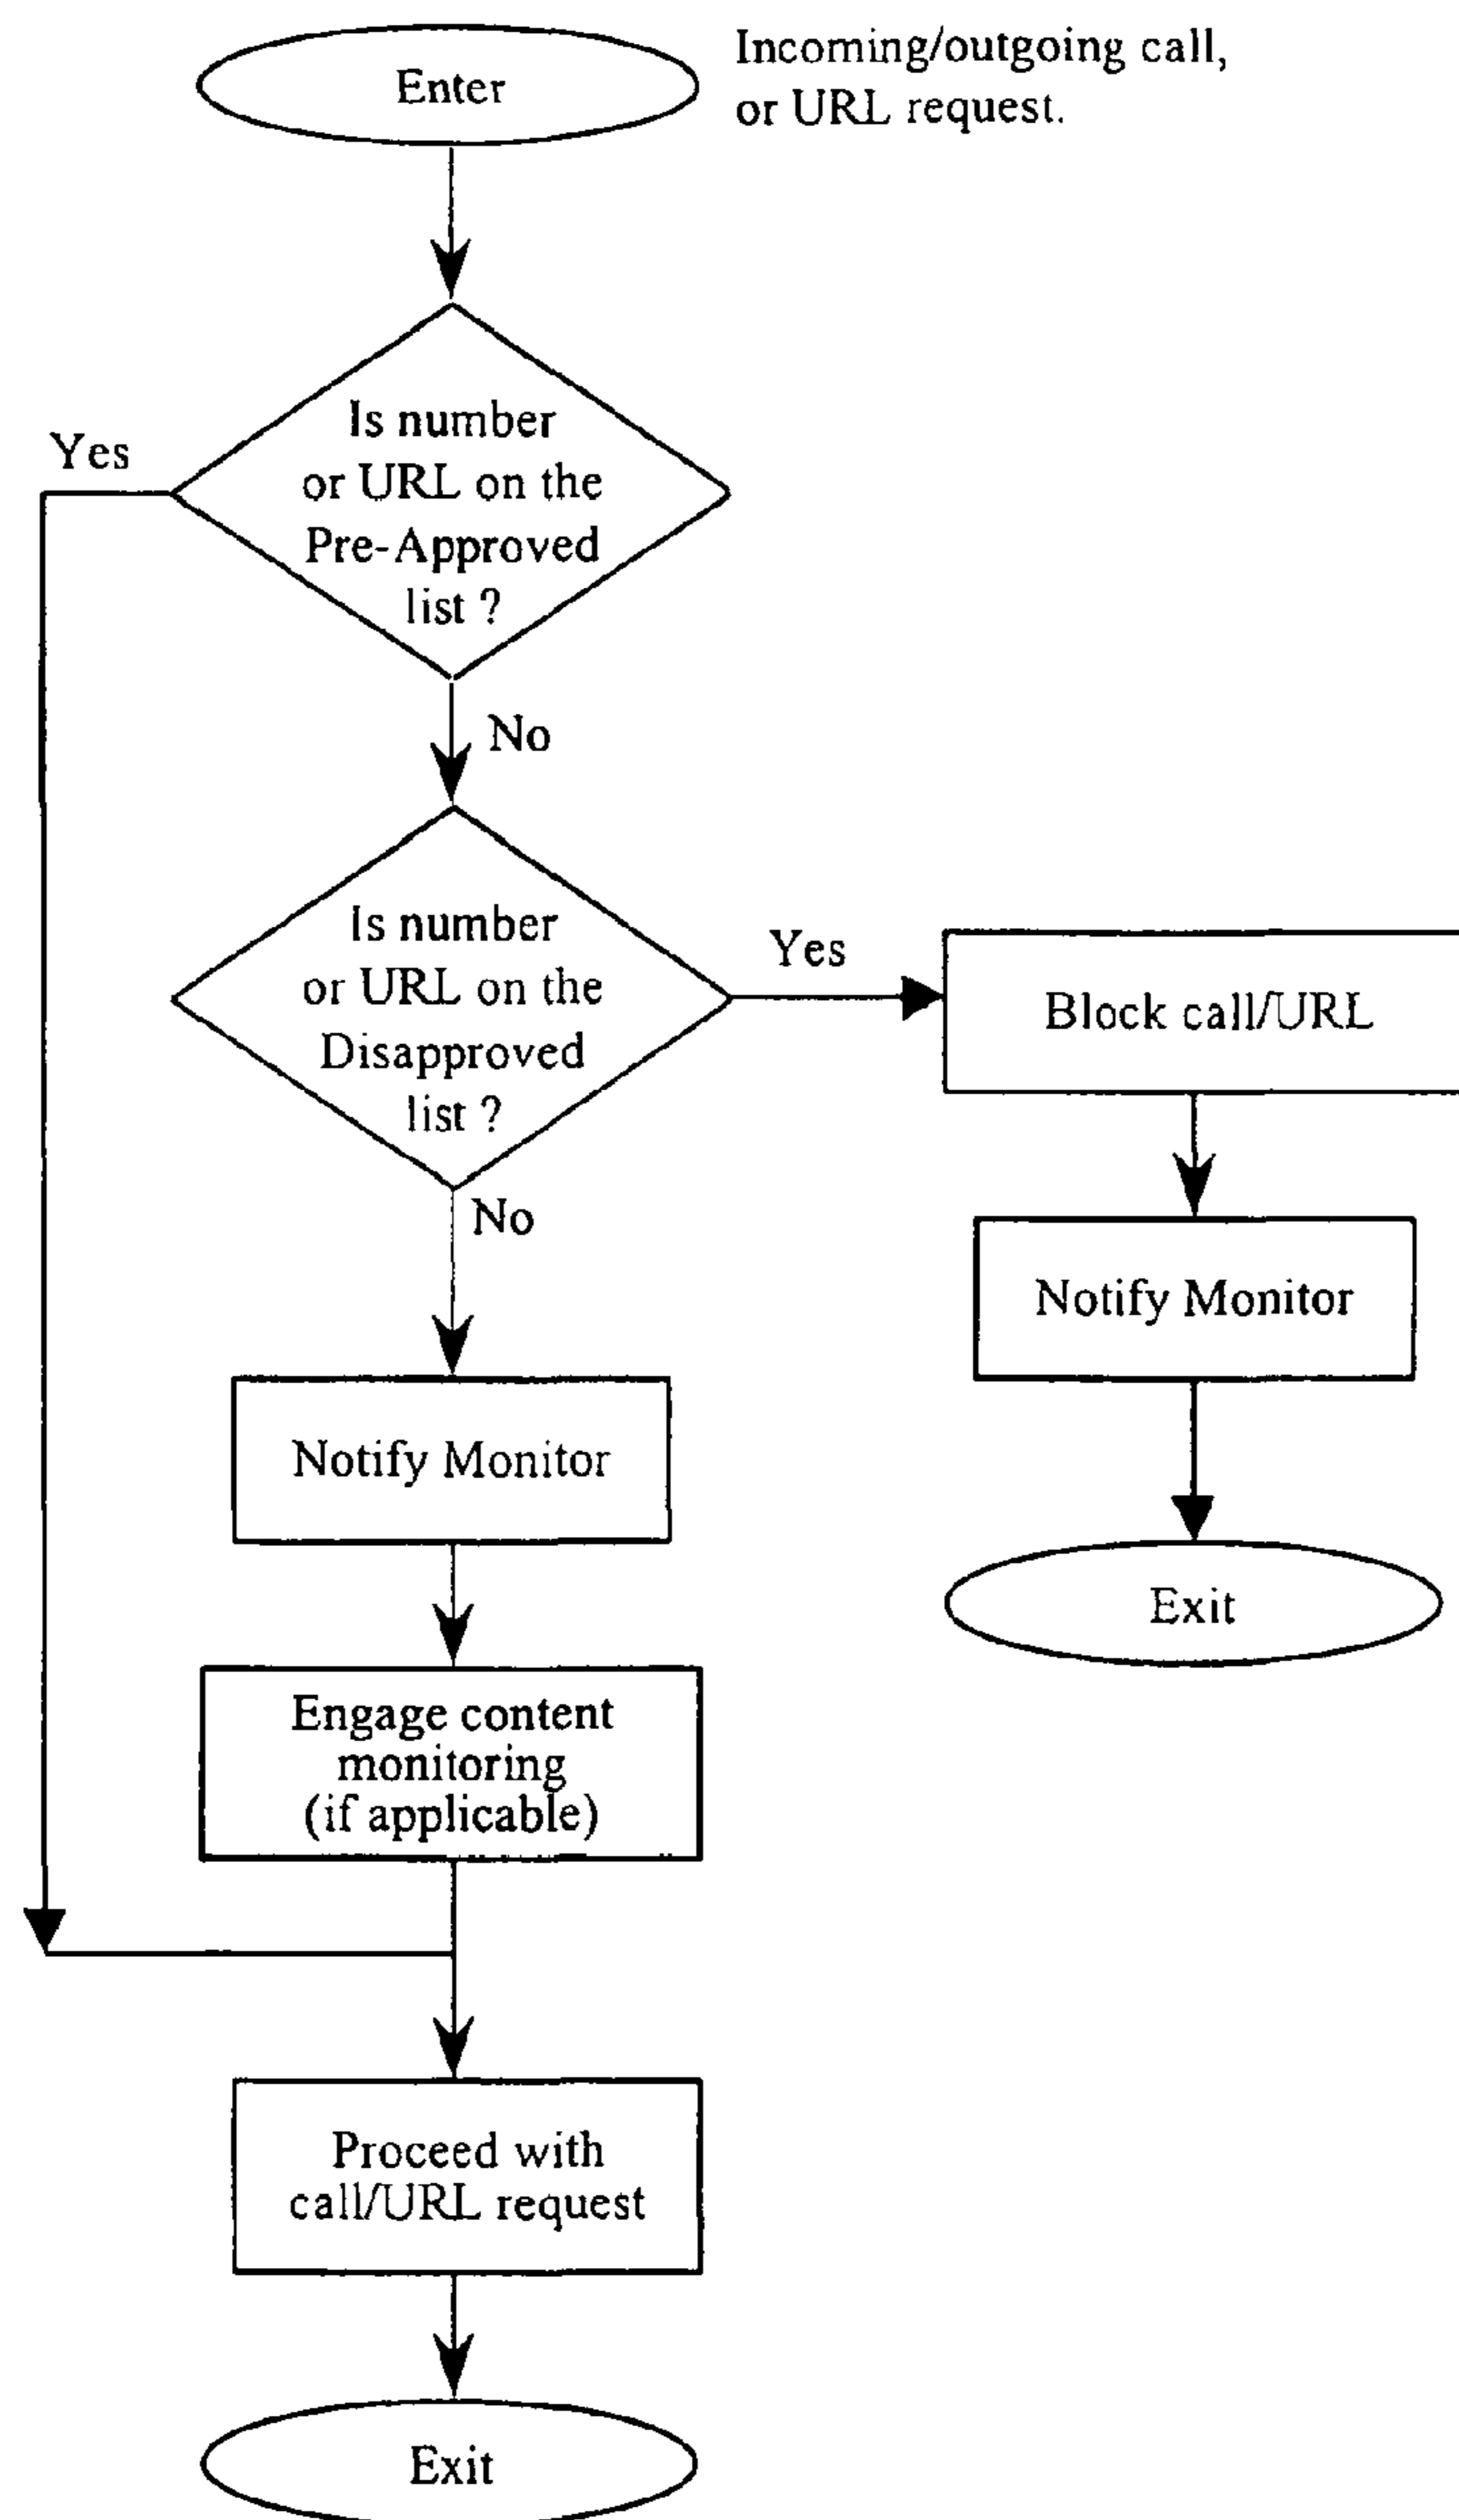 Enter
Incoming/outgoing call,
or URL request.
Is number
or URL on the
Pre-Approved
list ?
Yes
No
Is number
or URL on the
Disapproved
list ?
Yes
Block call/URL
No
Notify Monitor
Notify Monitor
Exit
Engage content
monitoring
(if applicable)
Proceed with
call/URL request
Exit